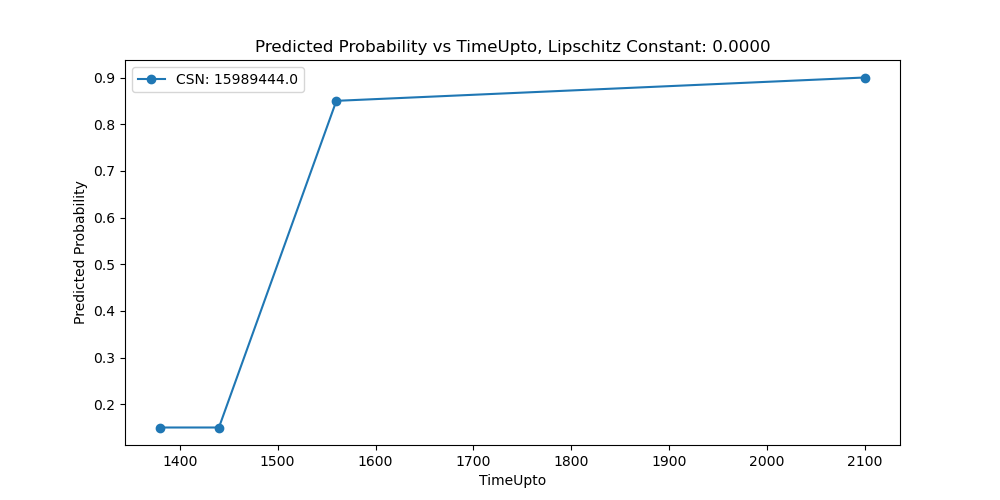 Predicted Probability vs TimeUpto, Lipschitz Constant: 0.0000
CSN: 15989444.0
Predicted Probability
0.9
0.8
0.7
0.6
0.5
0.4
0.3
0.2
1400 1500 1600 1700 1800 1900 2000 2100
TimeUpto